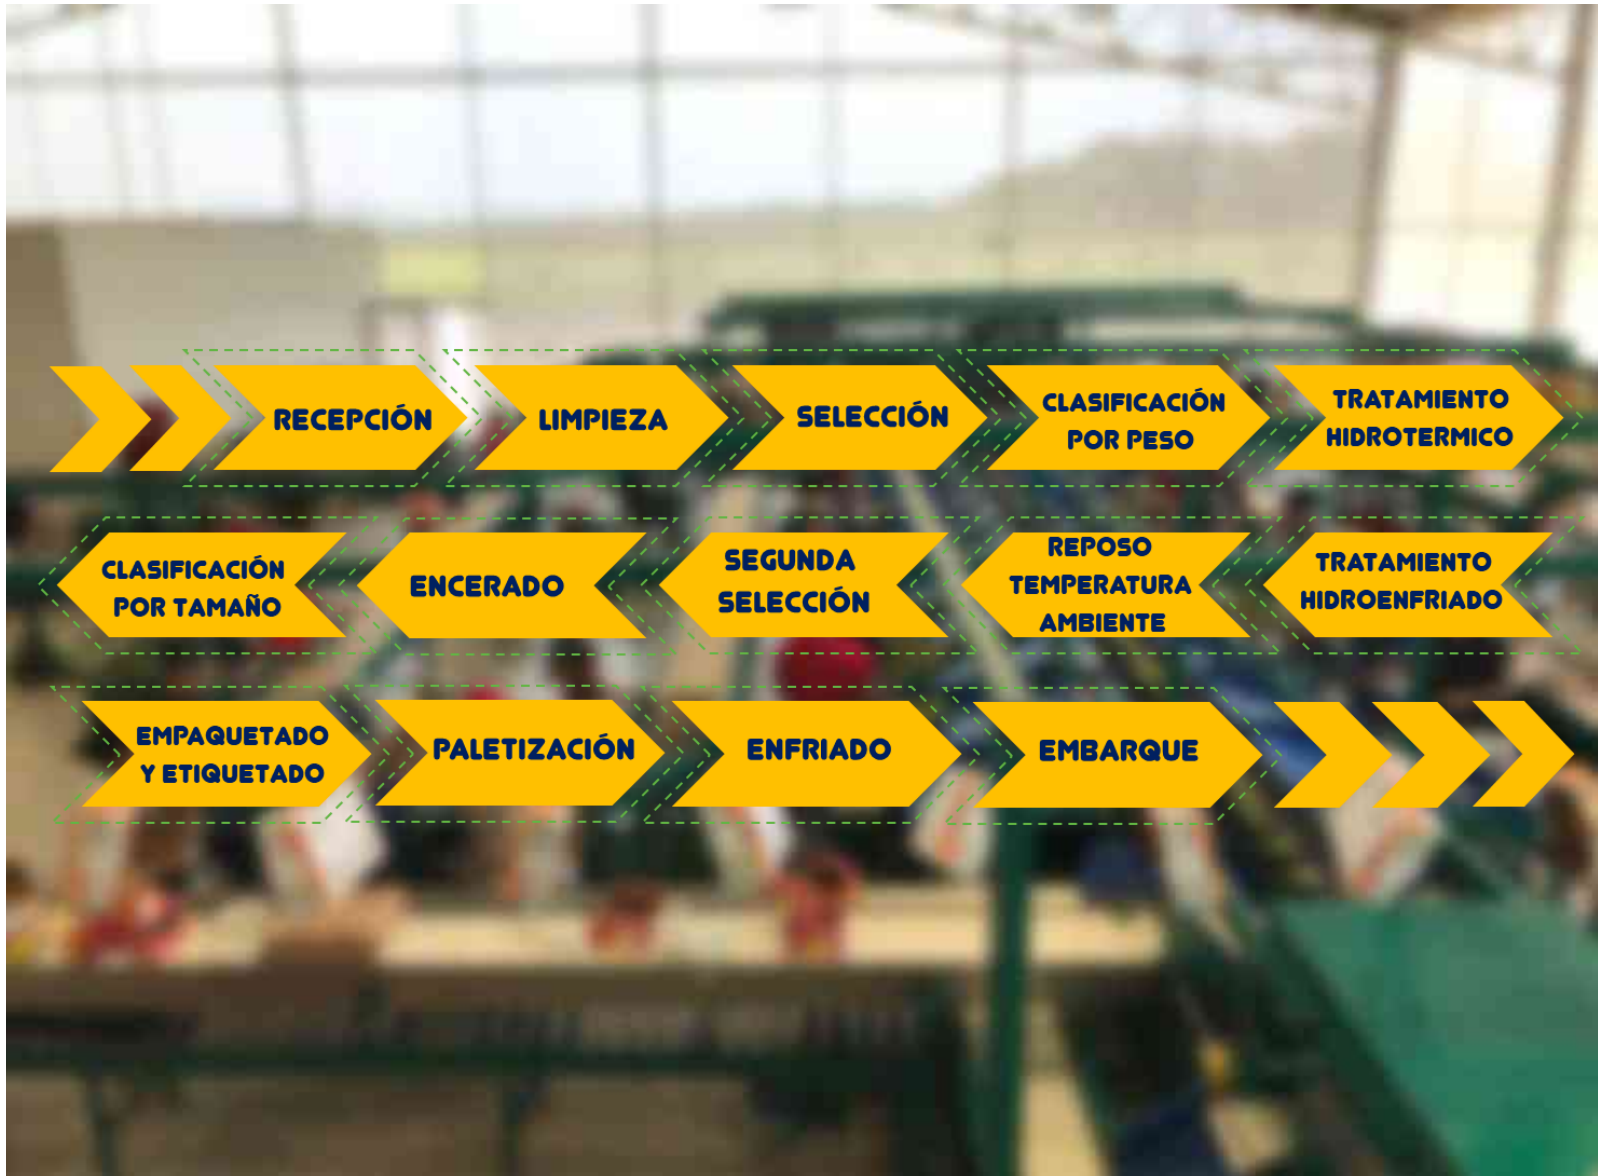 RECEPCIÓN
LIMPIEZA
SELECCIÓN
CLASIFICACIÓN
POR PESO
TRATAMIENTO
HIDROTERMICO
TRATAMIENTO
HIDROENFRIADO
REPOSO
TEMPERATURA
AMBIENTE
SEGUNDA
SELECCIÓN
ENCERADO
CLASIFICACIÓN
POR TAMAÑO
EMPAQUETADO
Y ETIQUETADO
PALETIZACIÓN
ENFRIADO
EMBARQUE